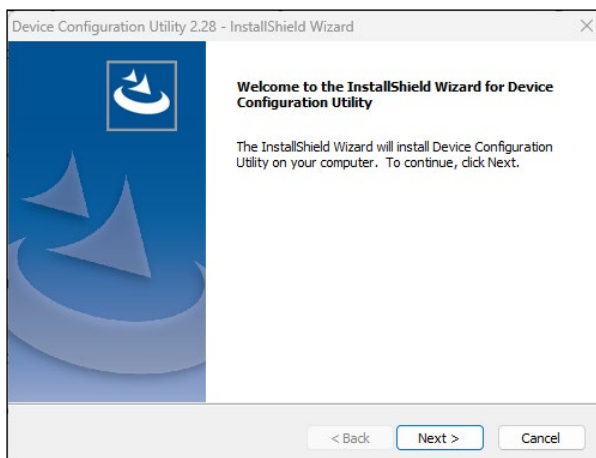 Device Configuration Utility 2.28 - InstallShield Wizard
Welcome to the InstallShield Wizard for Device
Configuration Utility
The InstallShield Wizard will install Device Configuration
Utility on your computer. To continue, click Next.
< Back Next > Cancel